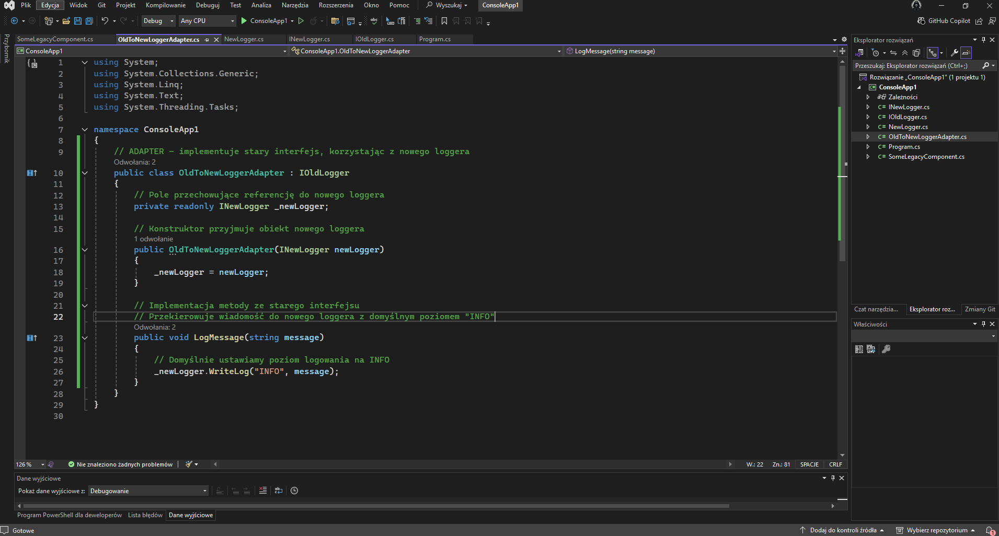 Plik Edycja Widok Git Projekt Kompilowanie Debuguj Test Analiza Narzędzia Rozszerzenia Okno Pomoc Wyszukaj ConsoleApp1
Debug Any CPU ConsoleApp1 GitHub Copilot
Przybornik
SomeLegacyComponent.cs OldToNewLoggerAdapter.cs NewLogger.cs INewLogger.cs IOldLogger.cs Program.cs
ConsoleApp1 ConsoleApp1.OldToNewLoggerAdapter LogMessage(string message)
1 using System;
2 using System.Collections.Generic;
3 using System.Linq;
4 using System.Text;
5 using System.Threading.Tasks;
6
7 namespace ConsoleApp1
8 {
9 // ADAPTER – implementuje stary interfejs, korzystając z nowego loggera
Odwołania: 2
10 public class OldToNewLoggerAdapter : IOldLogger
11 {
12 // Pole przechowujące referencję do nowego loggera
13 private readonly INewLogger _newLogger;
14
15 // Konstruktor przyjmuje obiekt nowego loggera
1 odwołanie
16 public OldToNewLoggerAdapter(INewLogger newLogger)
17 {
18 _newLogger = newLogger;
19 }
20
21 // Implementacja metody ze starego interfejsu
22 // Przekierowuje wiadomość do nowego loggera z domyślnym poziomem "INFO"
Odwołania: 2
23 public void LogMessage(string message)
24 {
25 // Domyślnie ustawiamy poziom logowania na INFO
26 _newLogger.WriteLog("INFO", message);
27 }
28 }
29 }
30
126 % Nie znaleziono żadnych problemów W.: 22 Zn.: 81 SPACJE CRLF
Dane wyjściowe
Pokaż dane wyjściowe z: Debugowanie
Program PowerShell dla deweloperów Lista błędów Dane wyjściowe
Eksplorator rozwiązań
Przeszukaj: Eksplorator rozwiązań (Ctrl+;)
Rozwiązanie „ConsoleApp1” (1 projektu 1)
C# ConsoleApp1
Zależności
C# INewLogger.cs
C# IOldLogger.cs
C# NewLogger.cs
C# OldToNewLoggerAdapter.cs
C# Program.cs
C# SomeLegacyComponent.cs
Czat narzędzia... Eksplorator roz... Zmiany Git
Właściwości
Gotowe Dodaj do kontroli źródła Wybierz repozytorium 1